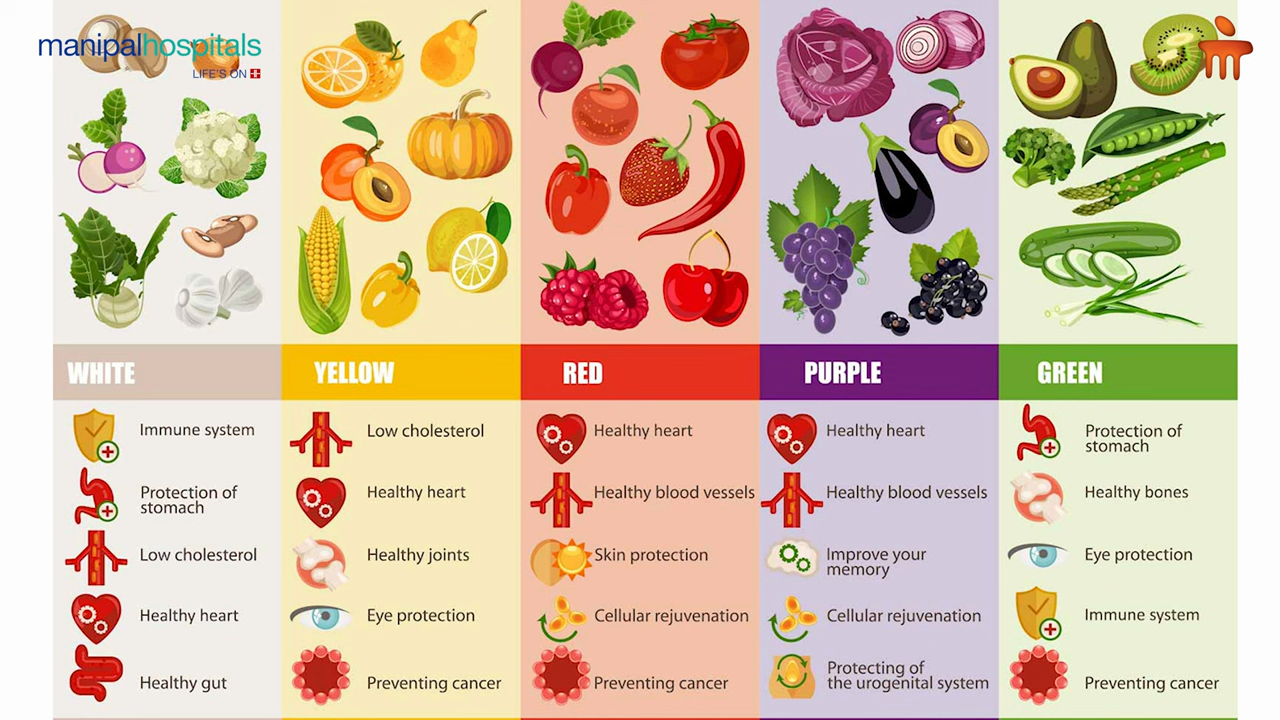 manipalhospitals
LIFE'S ON
WHITE
Immune system
Protection of
stomach
Low cholesterol
Healthy heart
Healthy gut
YELLOW
Low cholesterol
Healthy heart
Healthy joints
Eye protection
Preventing cancer
RED
Healthy heart
Healthy blood vessels
Skin protection
Cellular rejuvenation
Preventing cancer
PURPLE
Healthy heart
Healthy blood vessels
Improve your
memory
Cellular rejuvenation
Protecting of
the urogenital system
GREEN
Protection of
stomach
Healthy bones
Eye protection
Immune system
Preventing cancer